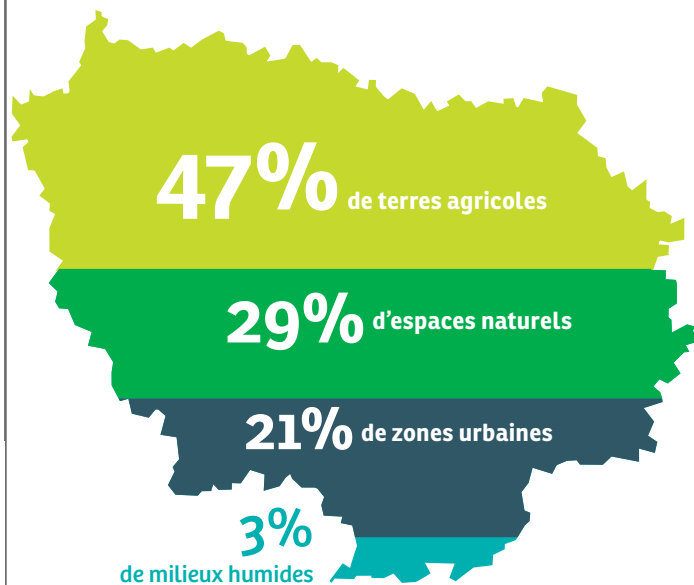 47% de terres agricoles
29% d'espaces naturels
21% de zones urbaines
3%
de milieux humides